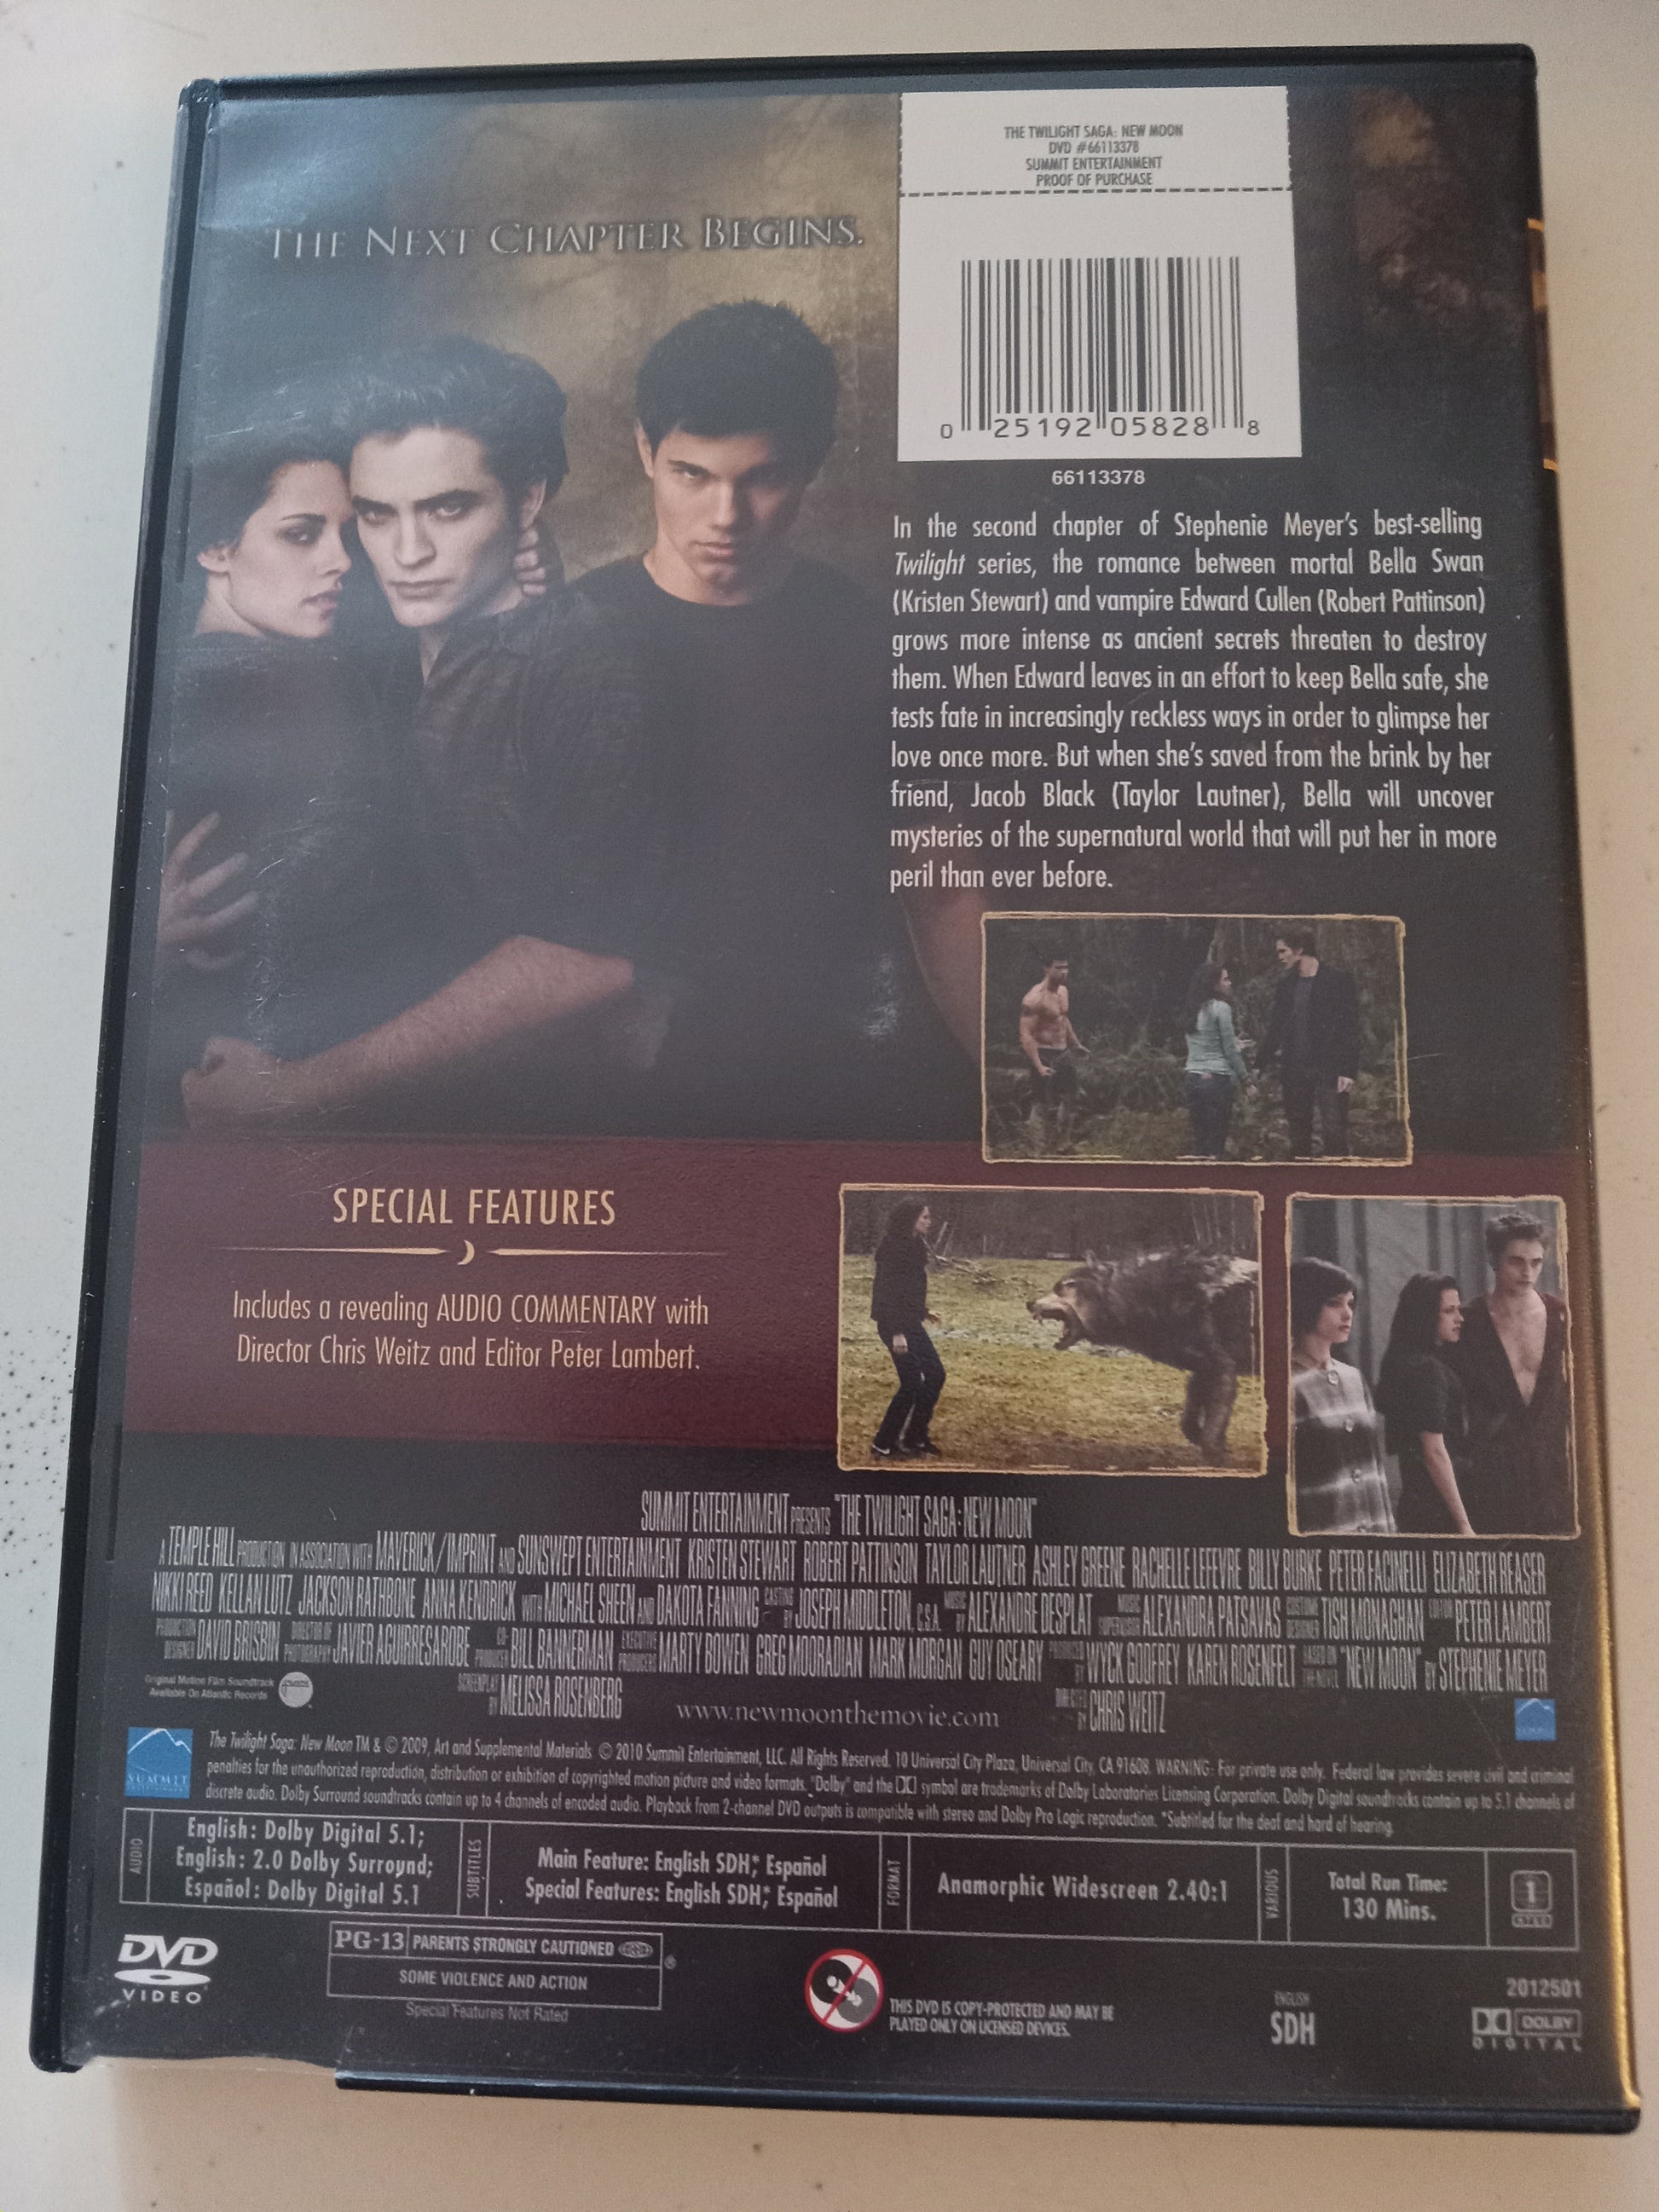 THE TWILIGHT SAGA: NEW MOON
DVD #66113378
SUMMIT ENTERTAINMENT
PROOF OF PURCHASE
THE NEXT CHAPTER BEGINS.
0 25192 05828 8
66113378
In the second chapter of Stephenie Meyer's best-selling
Twilight series, the romance between mortal Bella Swan
(Kristen Stewart) and vampire Edward Cullen (Robert Pattinson)
grows more intense as ancient secrets threaten to destroy
them. When Edward leaves in an effort to keep Bella safe, she
tests fate in increasingly reckless ways in order to glimpse her
love once more. But when she's saved from the brink by her
friend, Jacob Black (Taylor Lautner), Bella will uncover
mysteries of the supernatural world that will put her in more
peril than ever before.
SPECIAL FEATURES
Includes a revealing AUDIO COMMENTARY with
Director Chris Weitz and Editor Peter Lambert.
SUMMIT ENTERTAINMENT PRESENTS "THE TWILIGHT SAGA: NEW MOON"
A TEMPLE HILL PRODUCTION IN ASSOCIATION WITH MAVERICK/IMPRINT AND SUNSWEPT ENTERTAINMENT KRISTEN STEWART ROBERT PATTINSON TAYLOR LAUTNER ASHLEY GREENE RACHELLE LEFEVRE BILLY BURKE PETER FACINELLI ELIZABETH REASER
NIKKI REED KELLAN LUTZ JACKSON RATHBONE ANNA KENDRICK WITH MICHAEL SHEEN AND DAKOTA FANNING CASTING BY JOSEPH MIDDLETON, C.S.A. MUSIC BY ALEXANDRE DESPLAT MUSIC SUPERVISOR ALEXANDRA PATSAVAS COSTUME DESIGNER TISH MONAGHAN EDITOR PETER LAMBERT
PRODUCTION DESIGNER DAVID BRISBIN DIRECTOR OF PHOTOGRAPHY JAVIER AGUIRRESAROBE CO-PRODUCER BILL BANNERMAN EXECUTIVE PRODUCERS MARTY BOWEN GREG MOORADIAN MARK MORGAN GUY OSEARY PRODUCED BY WYCK GODFREY KAREN ROSENFELT BASED ON THE NOVEL "NEW MOON" BY STEPHENIE MEYER
Original Motion Film Soundtrack
Available On Atlantic Records
SCREENPLAY BY MELISSA ROSENBERG www.newmoonthemovie.com DIRECTED BY CHRIS WEITZ
SUMMIT
The Twilight Saga: New Moon TM & © 2009, Art and Supplemental Materials © 2010 Summit Entertainment, LLC. All Rights Reserved. 10 Universal City Plaza, Universal City, CA 91608. WARNING: For private use only. Federal law provides severe civil and criminal
penalties for the unauthorized reproduction, distribution or exhibition of copyrighted motion picture and video formats. "Dolby" and the symbol are trademarks of Dolby Laboratories Licensing Corporation. Dolby Digital soundtracks contain up to 5.1 channels of
discrete audio. Dolby Surround soundtracks contain up to 4 channels of encoded audio. Playback from 2-channel DVD outputs is compatible with stereo and Dolby Pro Logic reproduction. *Subtitled for the deaf and hard of hearing.
AUDIO
English: Dolby Digital 5.1;
English: 2.0 Dolby Surround;
Español: Dolby Digital 5.1
SUBTITLES
Main Feature: English SDH*; Español
Special Features: English SDH*; Español
FORMAT
Anamorphic Widescreen 2.40:1
VARIOUS
Total Run Time:
130 Mins.
1
NTSC
DVD
VIDEO
PG-13 PARENTS STRONGLY CAUTIONED ®
SOME VIOLENCE AND ACTION
Special Features Not Rated
THIS DVD IS COPY-PROTECTED AND MAY BE
PLAYED ONLY ON LICENSED DEVICES.
ENGLISH
SDH
2012501
DOLBY
DIGITAL